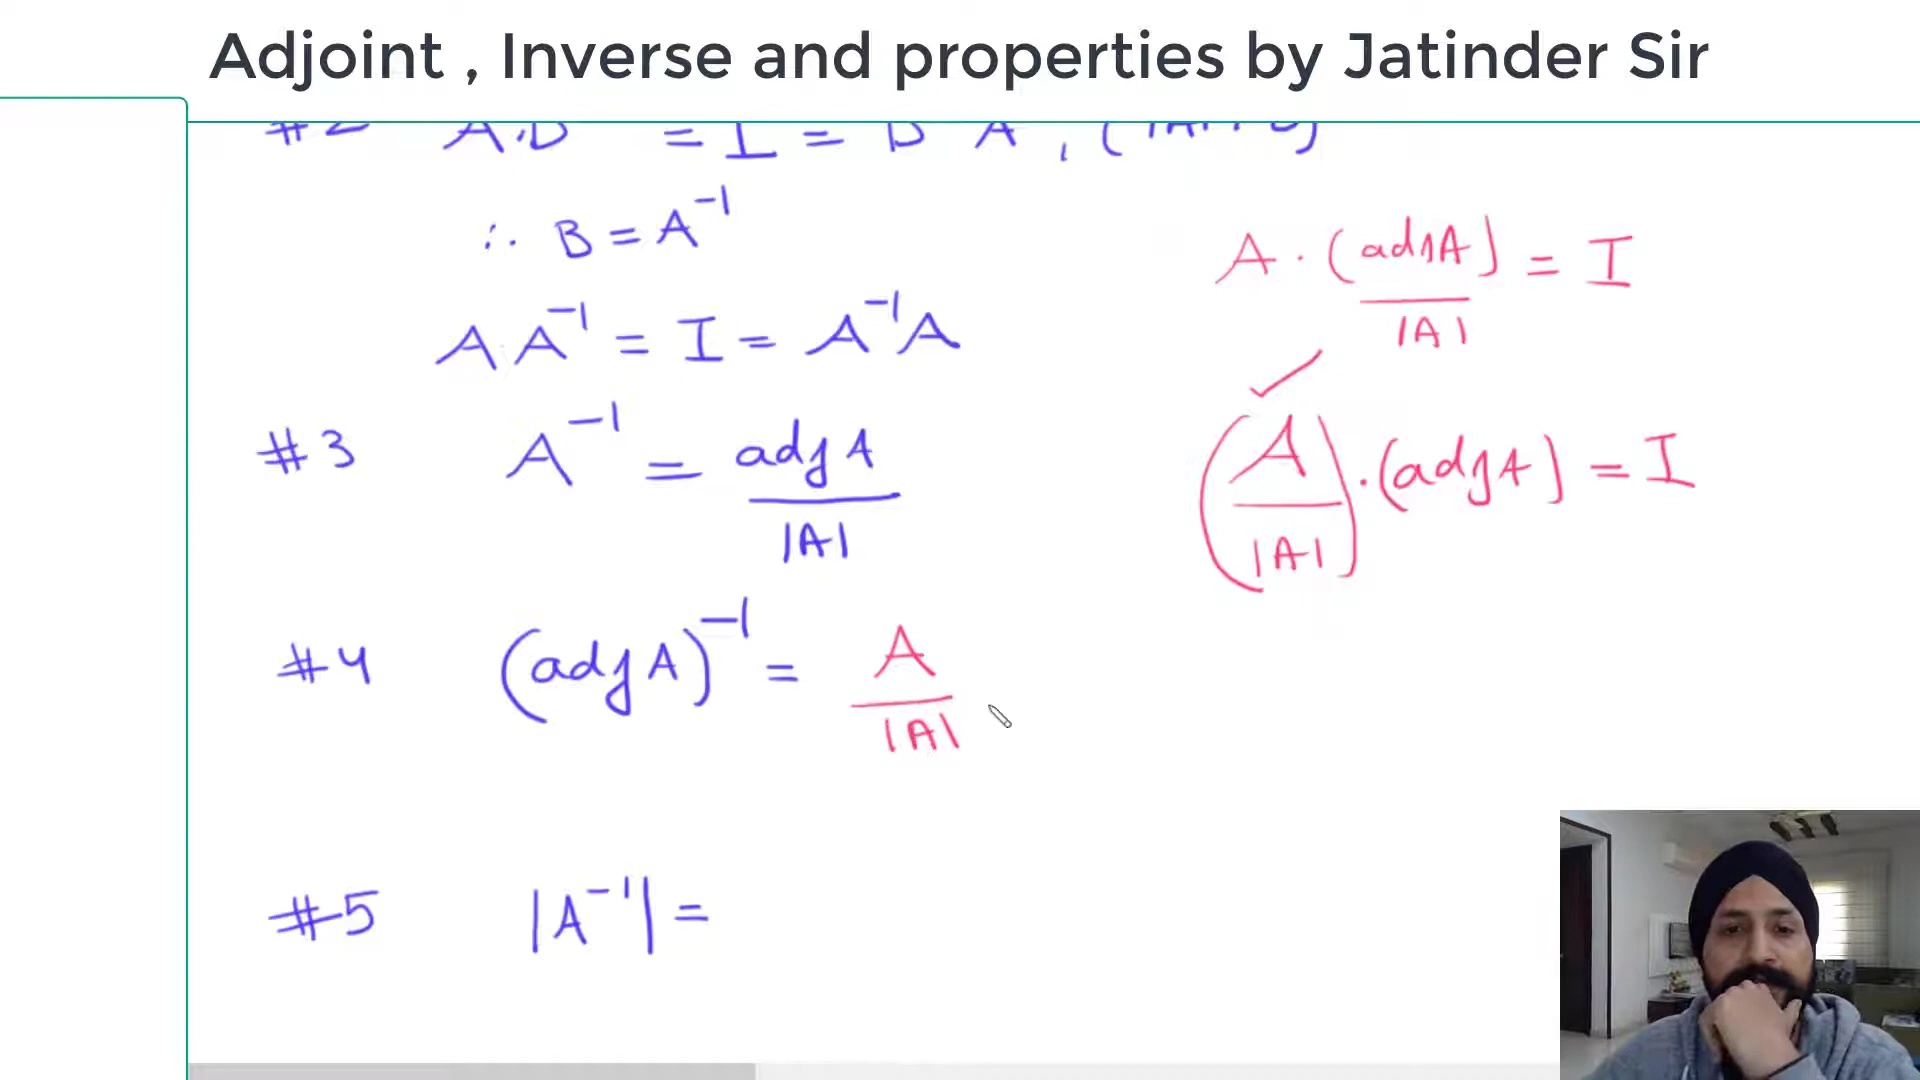 Adjoint , Inverse and properties by Jatinder Sir
∴ B = A⁻¹
A A⁻¹ = I = A⁻¹A
#3 A⁻¹ = adj A / |A|
#4 (adj A)⁻¹ = A / |A|
#5 |A⁻¹| =
A · (adj A) / |A| = I
✓
(A / |A|) · (adj A) = I